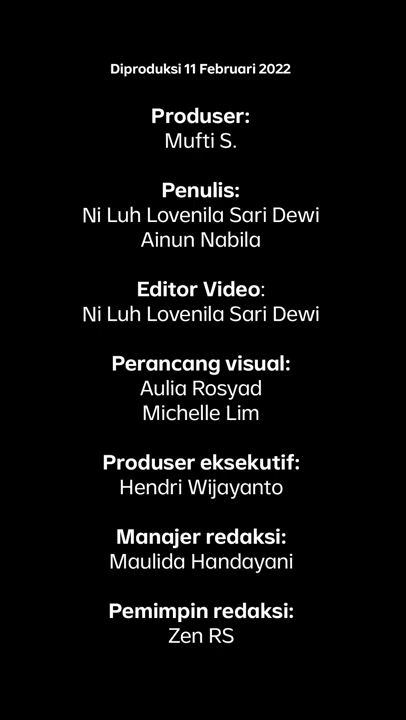 Diproduksi 11 Februari 2022
Produser:
Mufti S.
Penulis:
Ni Luh Lovenila Sari Dewi
Ainun Nabila
Editor Video:
Ni Luh Lovenila Sari Dewi
Perancang visual:
Aulia Rosyad
Michelle Lim
Produser eksekutif:
Hendri Wijayanto
Manajer redaksi:
Maulida Handayani
Pemimpin redaksi:
Zen RS